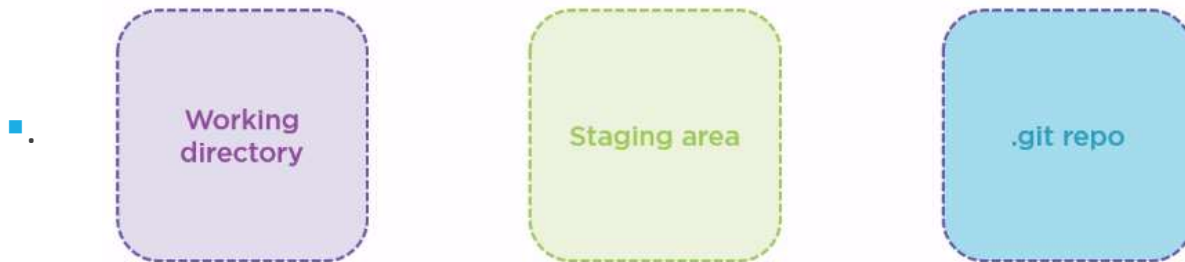 .
Working
directory
Staging area
.git repo